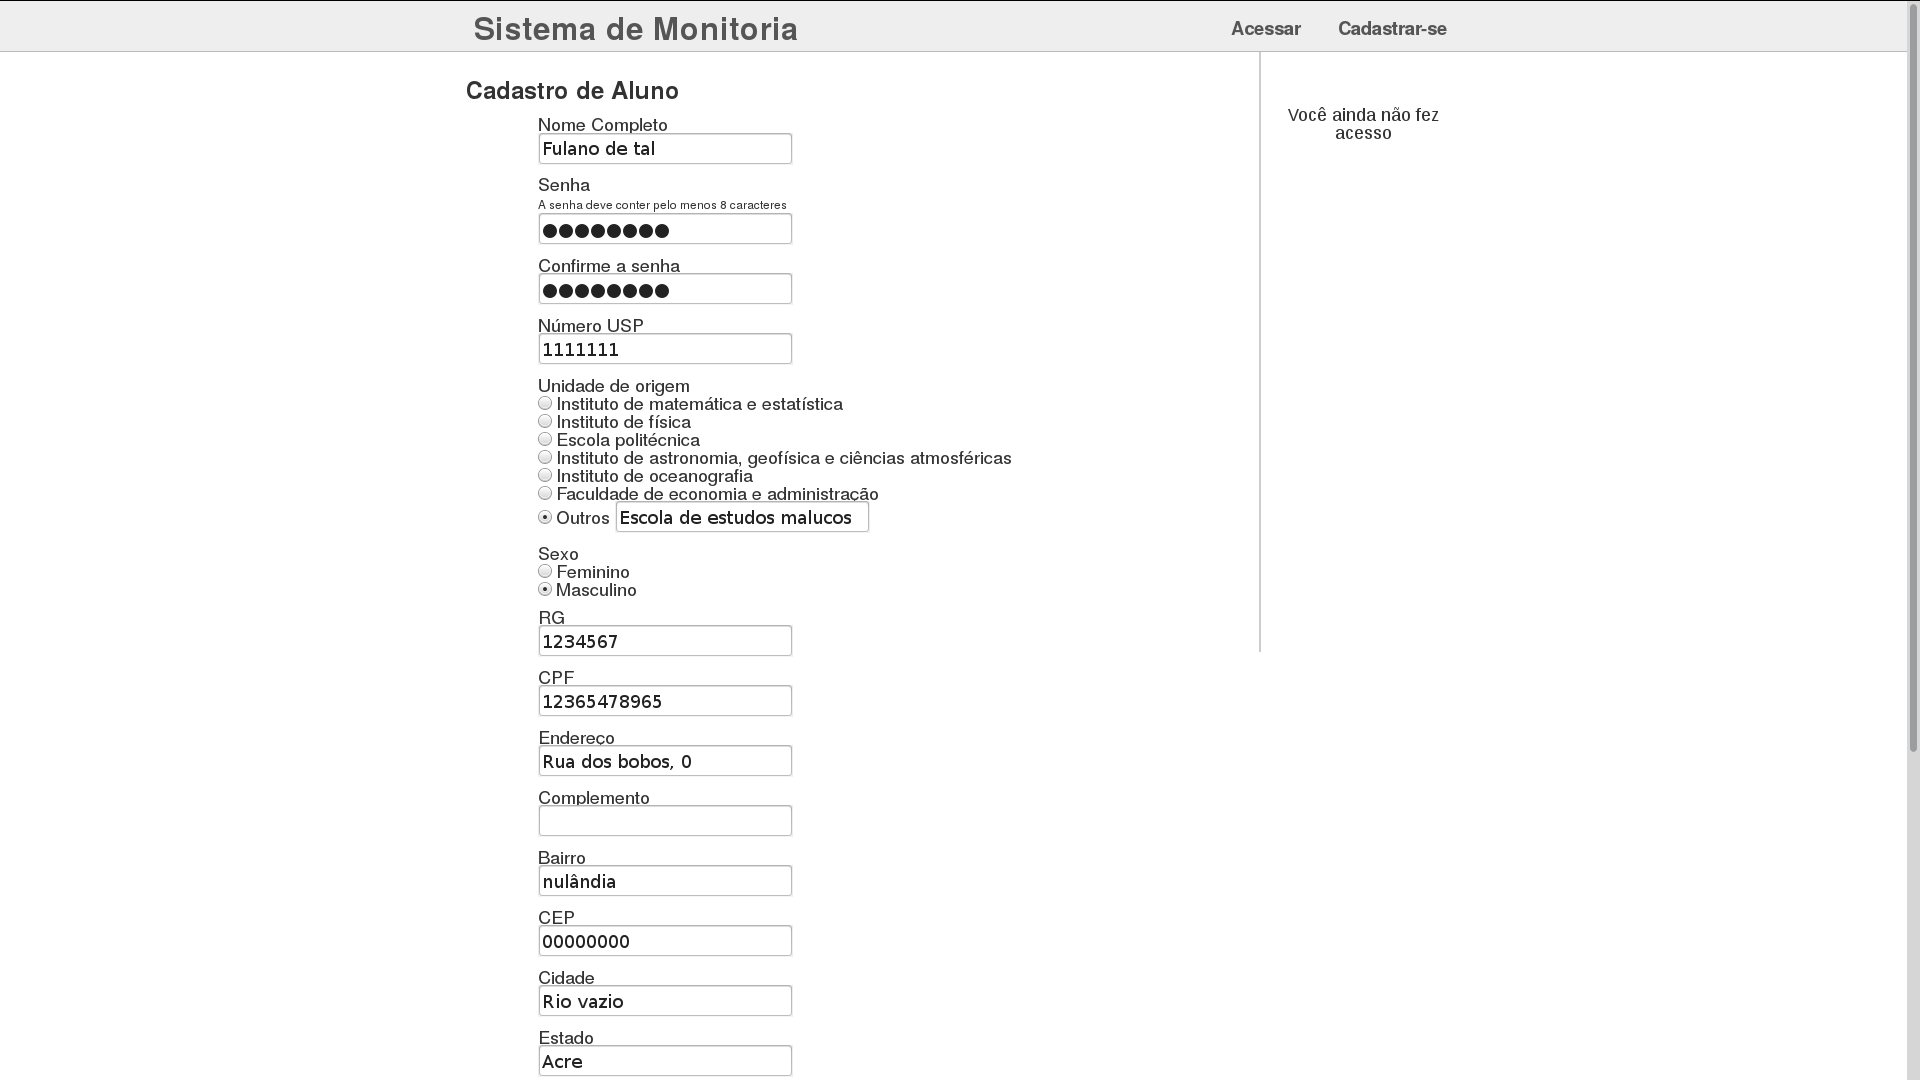 Sistema de Monitoria
Acessar Cadastrar-se
Cadastro de Aluno
Nome Completo
Fulano de tal
Senha
A senha deve conter pelo menos 8 caracteres
●●●●●●●●
Confirme a senha
●●●●●●●●
Número USP
1111111
Unidade de origem
Instituto de matemática e estatística
Instituto de física
Escola politécnica
Instituto de astronomia, geofísica e ciências atmosféricas
Instituto de oceanografia
Faculdade de economia e administração
Outros Escola de estudos malucos
Sexo
Feminino
Masculino
RG
1234567
CPF
12365478965
Endereço
Rua dos bobos, 0
Complemento
Bairro
nulândia
CEP
00000000
Cidade
Rio vazio
Estado
Acre
Você ainda não fez
acesso